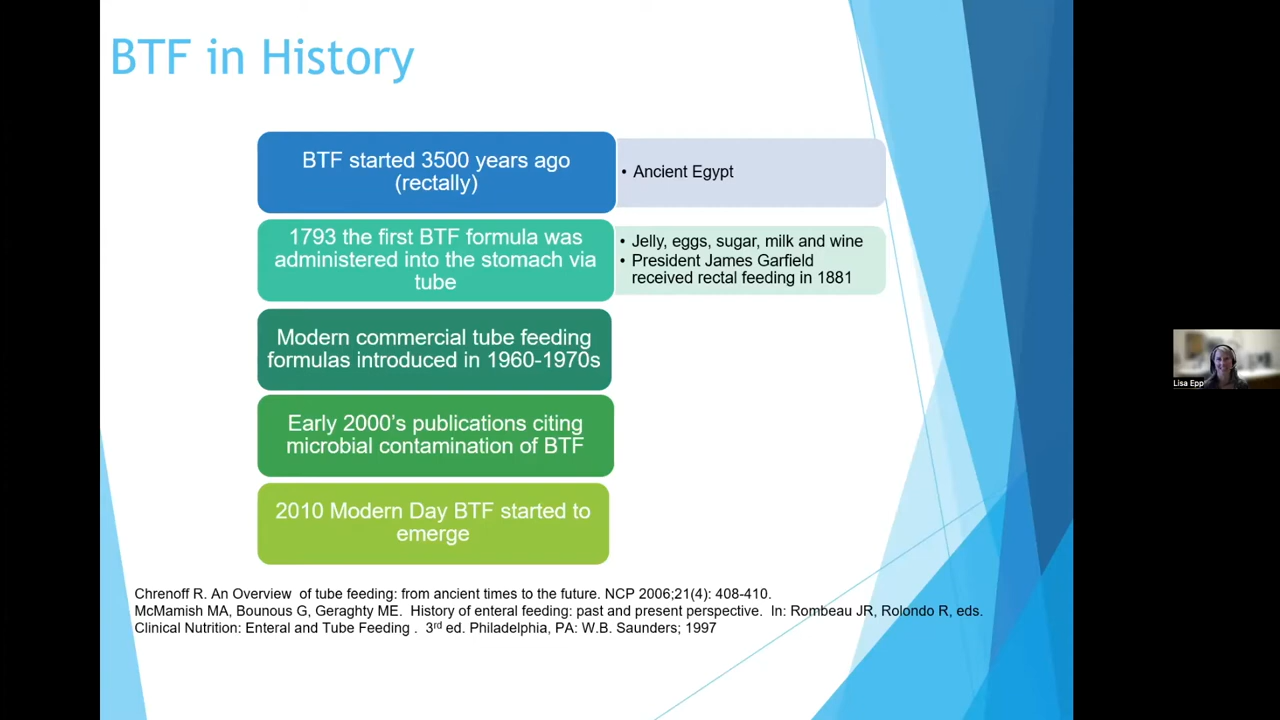 BTF in History
BTF started 3500 years ago
(rectally)
• Ancient Egypt
1793 the first BTF formula was
administered into the stomach via
tube
• Jelly, eggs, sugar, milk and wine
• President James Garfield
received rectal feeding in 1881
Modern commercial tube feeding
formulas introduced in 1960-1970s
Early 2000’s publications citing
microbial contamination of BTF
2010 Modern Day BTF started to
emerge
Chrenoff R. An Overview of tube feeding: from ancient times to the future. NCP 2006;21(4): 408-410.
McMamish MA, Bounous G, Geraghty ME. History of enteral feeding: past and present perspective. In: Rombeau JR, Rolondo R, eds.
Clinical Nutrition: Enteral and Tube Feeding . 3rd ed. Philadelphia, PA: W.B. Saunders; 1997
Lisa Epp